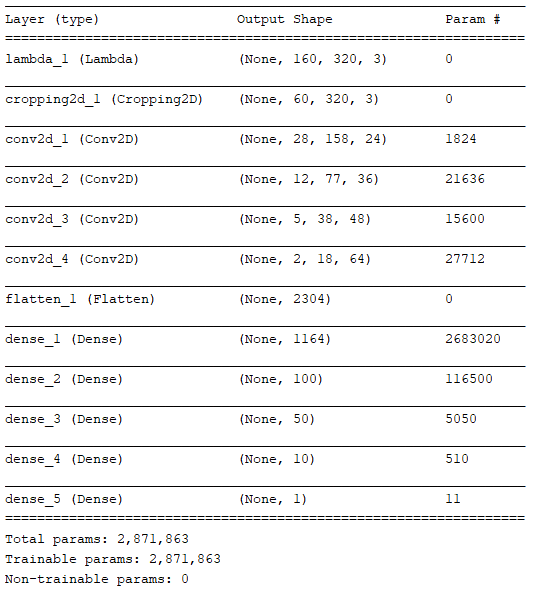 Layer (type) Output Shape Param #
lambda_1 (Lambda) (None, 160, 320, 3) 0
cropping2d_1 (Cropping2D) (None, 60, 320, 3) 0
conv2d_1 (Conv2D) (None, 28, 158, 24) 1824
conv2d_2 (Conv2D) (None, 12, 77, 36) 21636
conv2d_3 (Conv2D) (None, 5, 38, 48) 15600
conv2d_4 (Conv2D) (None, 2, 18, 64) 27712
flatten_1 (Flatten) (None, 2304) 0
dense_1 (Dense) (None, 1164) 2683020
dense_2 (Dense) (None, 100) 116500
dense_3 (Dense) (None, 50) 5050
dense_4 (Dense) (None, 10) 510
dense_5 (Dense) (None, 1) 11
Total params: 2,871,863
Trainable params: 2,871,863
Non-trainable params: 0